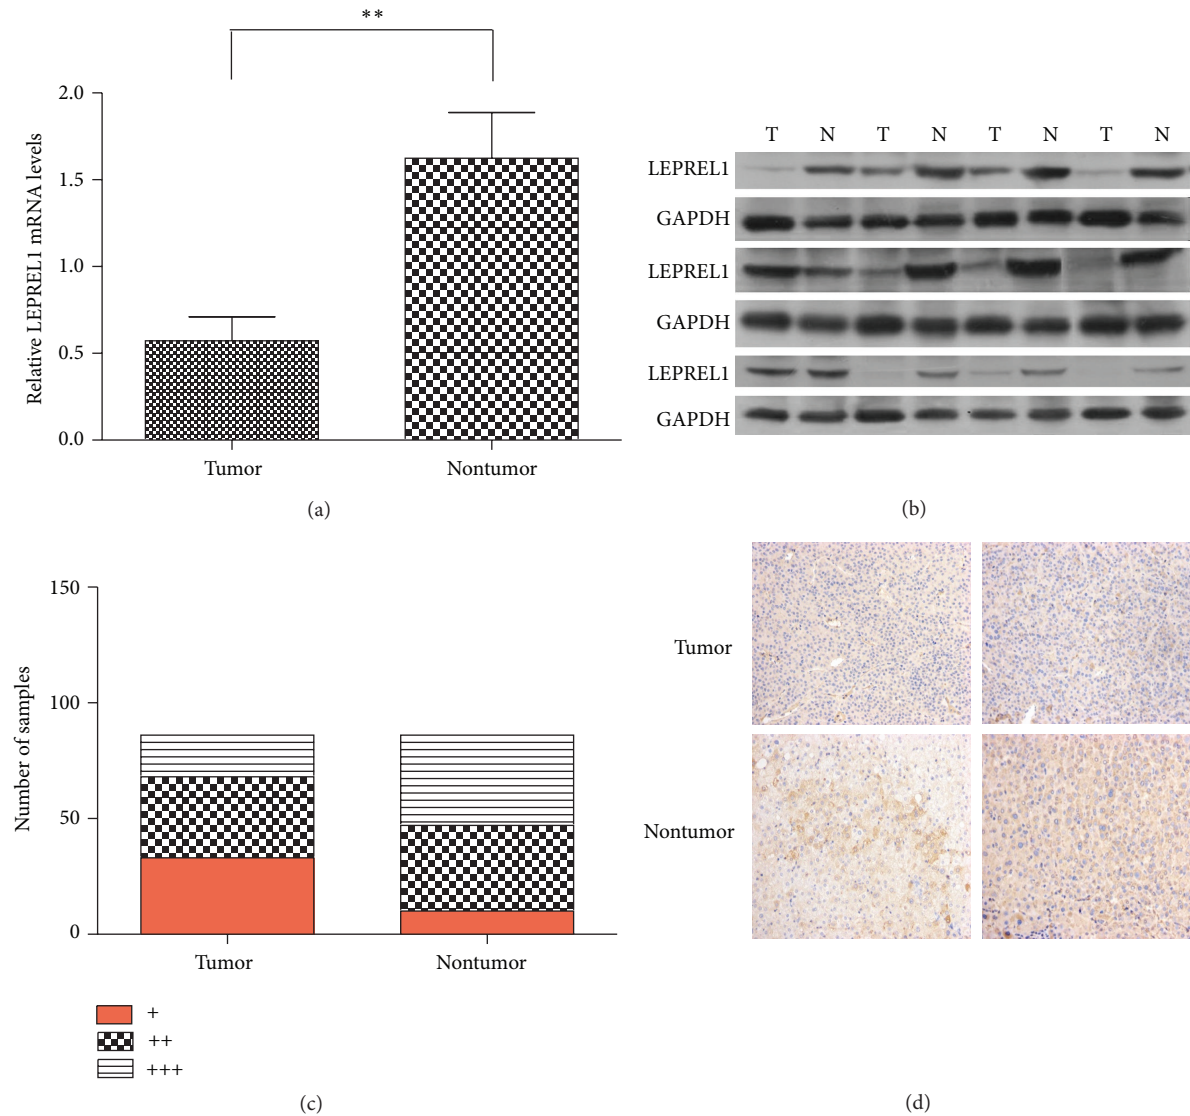 **
Relative LEPREL1 mRNA levels
2.0
1.5
1.0
0.5
0.0
Tumor Nontumor
(a)
T N T N T N T N
LEPREL1
GAPDH
LEPREL1
GAPDH
LEPREL1
GAPDH
(b)
Number of samples
150
100
50
0
Tumor Nontumor
+
++
+++
(c)
Tumor
Nontumor
(d)